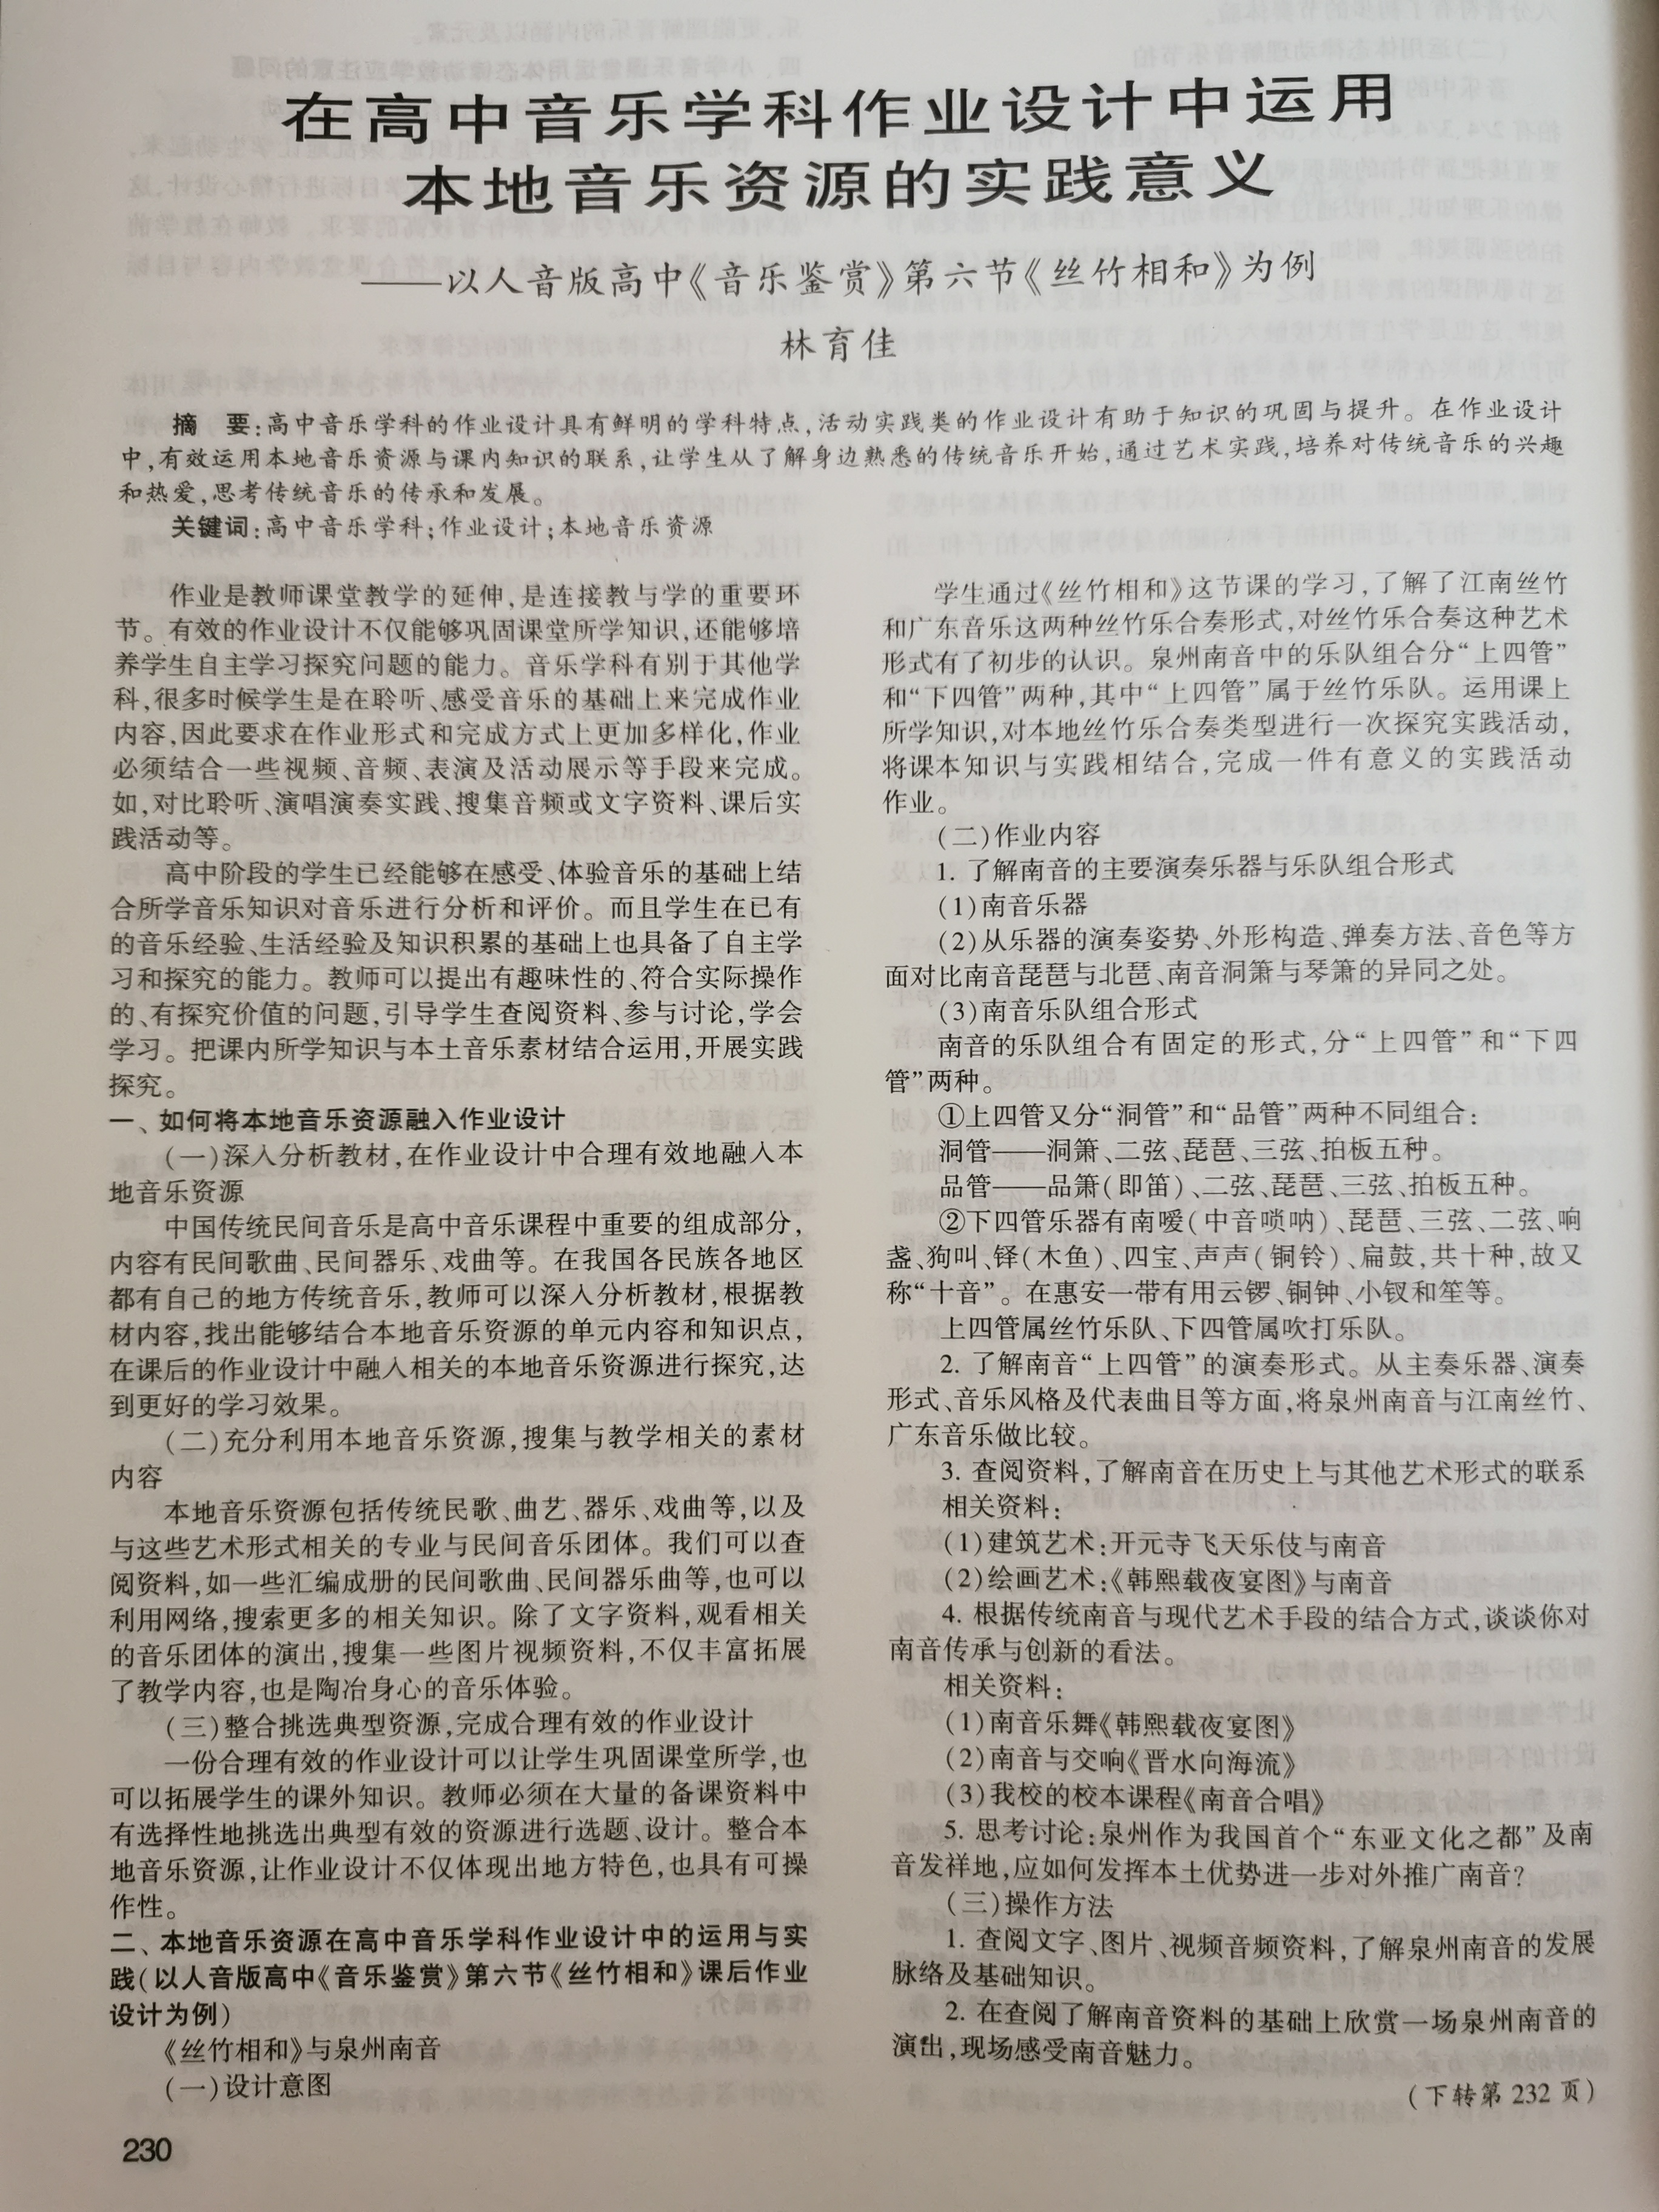 在高中音乐学科作业设计中运用
本地音乐资源的实践意义
——以人音版高中《音乐鉴赏》第六节《丝竹相和》为例
林育佳
摘　要:高中音乐学科的作业设计具有鲜明的学科特点,活动实践类的作业设计有助于知识的巩固与提升。在作业设计
中,有效运用本地音乐资源与课内知识的联系,让学生从了解身边熟悉的传统音乐开始,通过艺术实践,培养对传统音乐的兴趣
和热爱,思考传统音乐的传承和发展。
关键词:高中音乐学科;作业设计;本地音乐资源
作业是教师课堂教学的延伸,是连接教与学的重要环
节。有效的作业设计不仅能够巩固课堂所学知识,还能够培
养学生自主学习探究问题的能力。音乐学科有别于其他学
科,很多时候学生是在聆听、感受音乐的基础上来完成作业
内容,因此要求在作业形式和完成方式上更加多样化,作业
必须结合一些视频、音频、表演及活动展示等手段来完成。
如,对比聆听、演唱演奏实践、搜集音频或文字资料、课后实
践活动等。
高中阶段的学生已经能够在感受、体验音乐的基础上结
合所学音乐知识对音乐进行分析和评价。而且学生在已有
的音乐经验、生活经验及知识积累的基础上也具备了自主学
习和探究的能力。教师可以提出有趣味性的、符合实际操作
的、有探究价值的问题,引导学生查阅资料、参与讨论,学会
学习。把课内所学知识与本土音乐素材结合运用,开展实践
探究。
一、如何将本地音乐资源融入作业设计
(一)深入分析教材,在作业设计中合理有效地融入本
地音乐资源
中国传统民间音乐是高中音乐课程中重要的组成部分,
内容有民间歌曲、民间器乐、戏曲等。在我国各民族各地区
都有自己的地方传统音乐,教师可以深入分析教材,根据教
材内容,找出能够结合本地音乐资源的单元内容和知识点,
在课后的作业设计中融入相关的本地音乐资源进行探究,达
到更好的学习效果。
(二)充分利用本地音乐资源,搜集与教学相关的素材
内容
本地音乐资源包括传统民歌、曲艺、器乐、戏曲等,以及
与这些艺术形式相关的专业与民间音乐团体。我们可以查
阅资料,如一些汇编成册的民间歌曲、民间器乐曲等,也可以
利用网络,搜索更多的相关知识。除了文字资料,观看相关
的音乐团体的演出,搜集一些图片视频资料,不仅丰富拓展
了教学内容,也是陶冶身心的音乐体验。
(三)整合挑选典型资源,完成合理有效的作业设计
一份合理有效的作业设计可以让学生巩固课堂所学,也
可以拓展学生的课外知识。教师必须在大量的备课资料中
有选择性地挑选出典型有效的资源进行选题、设计。整合本
地音乐资源,让作业设计不仅体现出地方特色,也具有可操
作性。
二、本地音乐资源在高中音乐学科作业设计中的运用与实
践(以人音版高中《音乐鉴赏》第六节《丝竹相和》课后作业
设计为例)
《丝竹相和》与泉州南音
(一)设计意图
学生通过《丝竹相和》这节课的学习,了解了江南丝竹
和广东音乐这两种丝竹乐合奏形式,对丝竹乐合奏这种艺术
形式有了初步的认识。泉州南音中的乐队组合分“上四管”
和“下四管”两种,其中“上四管”属于丝竹乐队。运用课上
所学知识,对本地丝竹乐合奏类型进行一次探究实践活动,
将课本知识与实践相结合,完成一件有意义的实践活动
作业。
(二)作业内容
1. 了解南音的主要演奏乐器与乐队组合形式
(1)南音乐器
(2)从乐器的演奏姿势、外形构造、弹奏方法、音色等方
面对比南音琵琶与北琶、南音洞箫与琴箫的异同之处。
(3)南音乐队组合形式
南音的乐队组合有固定的形式,分“上四管”和“下四
管”两种。
①上四管又分“洞管”和“品管”两种不同组合:
洞管——洞箫、二弦、琵琶、三弦、拍板五种。
品管——品箫(即笛)、二弦、琵琶、三弦、拍板五种。
②下四管乐器有南嗳(中音唢呐)、琵琶、三弦、二弦、响
盏、狗叫、铎(木鱼)、四宝、声声(铜铃)、扁鼓,共十种,故又
称“十音”。在惠安一带有用云锣、铜钟、小钗和笙等。
上四管属丝竹乐队、下四管属吹打乐队。
2. 了解南音“上四管”的演奏形式。从主奏乐器、演奏
形式、音乐风格及代表曲目等方面,将泉州南音与江南丝竹、
广东音乐做比较。
3. 查阅资料,了解南音在历史上与其他艺术形式的联系
相关资料:
(1)建筑艺术:开元寺飞天乐伎与南音
(2)绘画艺术:《韩熙载夜宴图》与南音
4. 根据传统南音与现代艺术手段的结合方式,谈谈你对
南音传承与创新的看法。
相关资料:
(1)南音乐舞《韩熙载夜宴图》
(2)南音与交响《晋水向海流》
(3)我校的校本课程《南音合唱》
5. 思考讨论:泉州作为我国首个“东亚文化之都”及南
音发祥地,应如何发挥本土优势进一步对外推广南音?
(三)操作方法
1. 查阅文字、图片、视频音频资料,了解泉州南音的发展
脉络及基础知识。
2. 在查阅了解南音资料的基础上欣赏一场泉州南音的
演出,现场感受南音魅力。
(下转第 232 页)
230